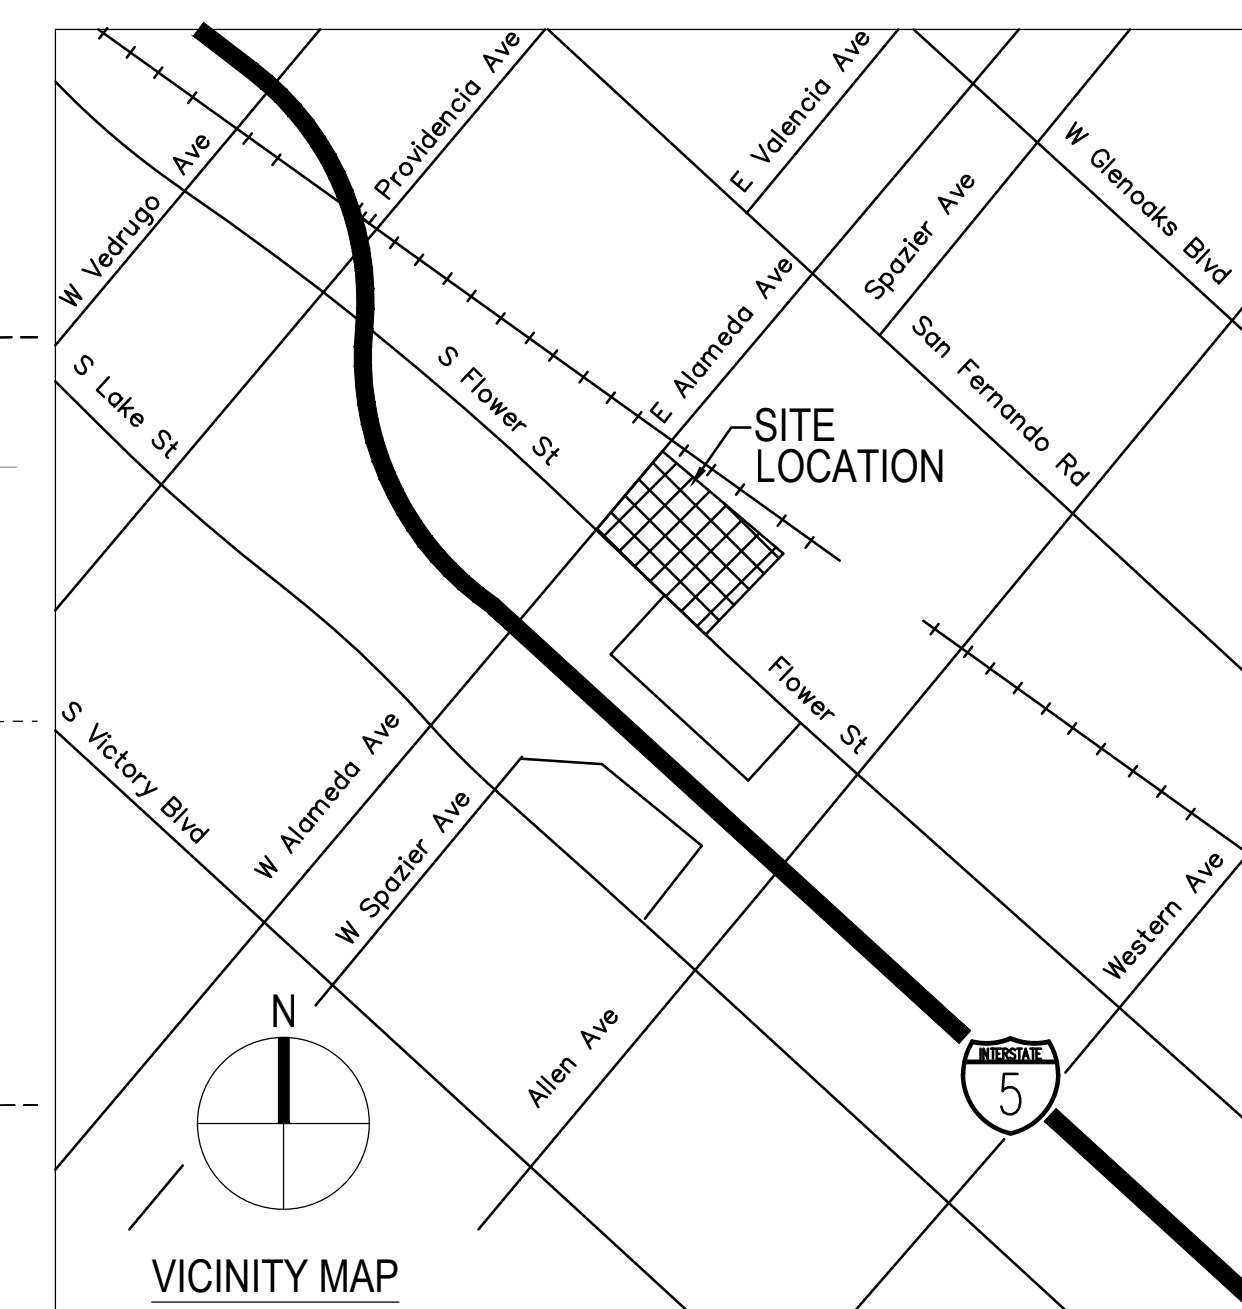 E Providencia Ave
E Valencia Ave
W Vedrugo Ave
W Glenoaks Blvd
Spazier Ave
E Alameda Ave
San Fernando Rd
S Lake St
S Flower St
SITE
LOCATION
Flower St
S Victory Blvd
W Alameda Ave
W Spazier Ave
Western Ave
N
Allen Ave
INTERSTATE
5
VICINITY MAP